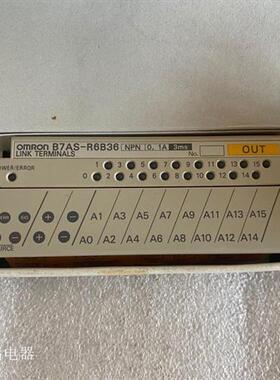 OMRON B7AS-R6B36 NPN 0.1A 3ms No. OUT
LINK TERMINALS
POWER/ERROR
1 3 5 7 9 11 13 15
0 2 4 6 8 10 12 14
A1 A3 A5 A7 A9 A11 A13 A15
A0 A2 A4 A6 A8 A10 A12 A14